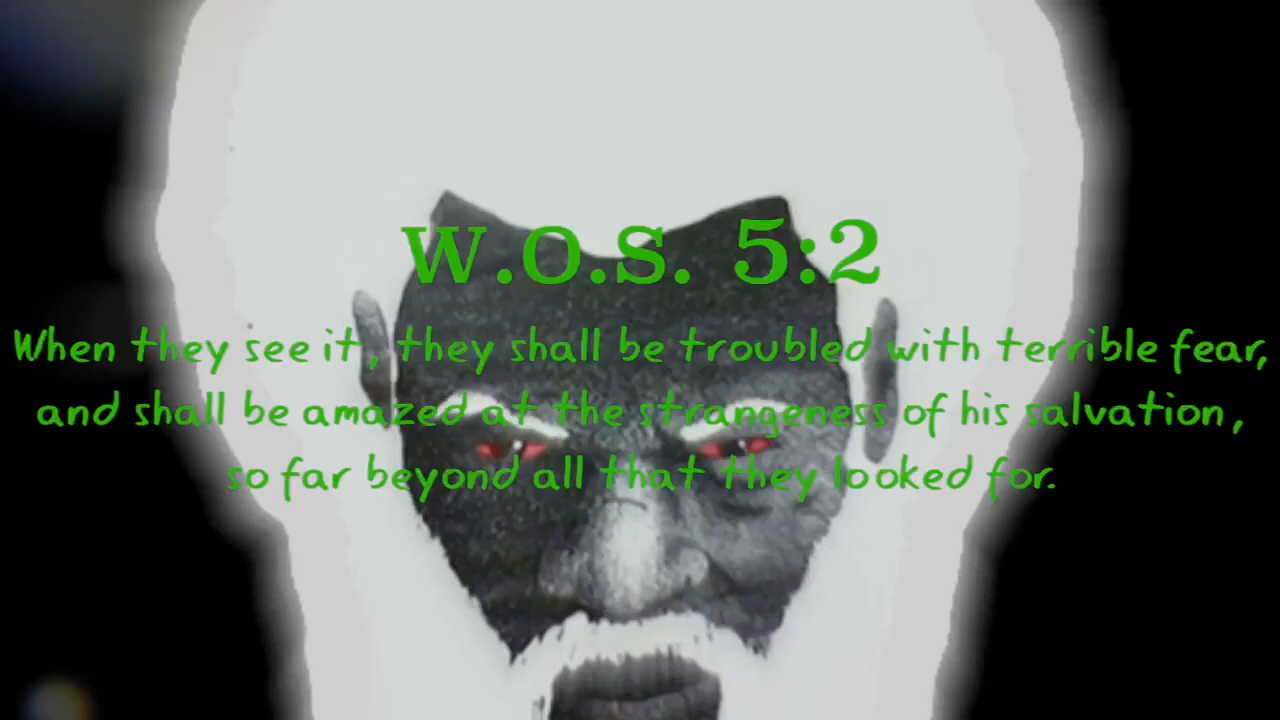 W.O.S. 5:2
When they see it, they shall be troubled with terrible fear,
and shall be amazed at the strangeness of his salvation,
so far beyond all that they looked for.